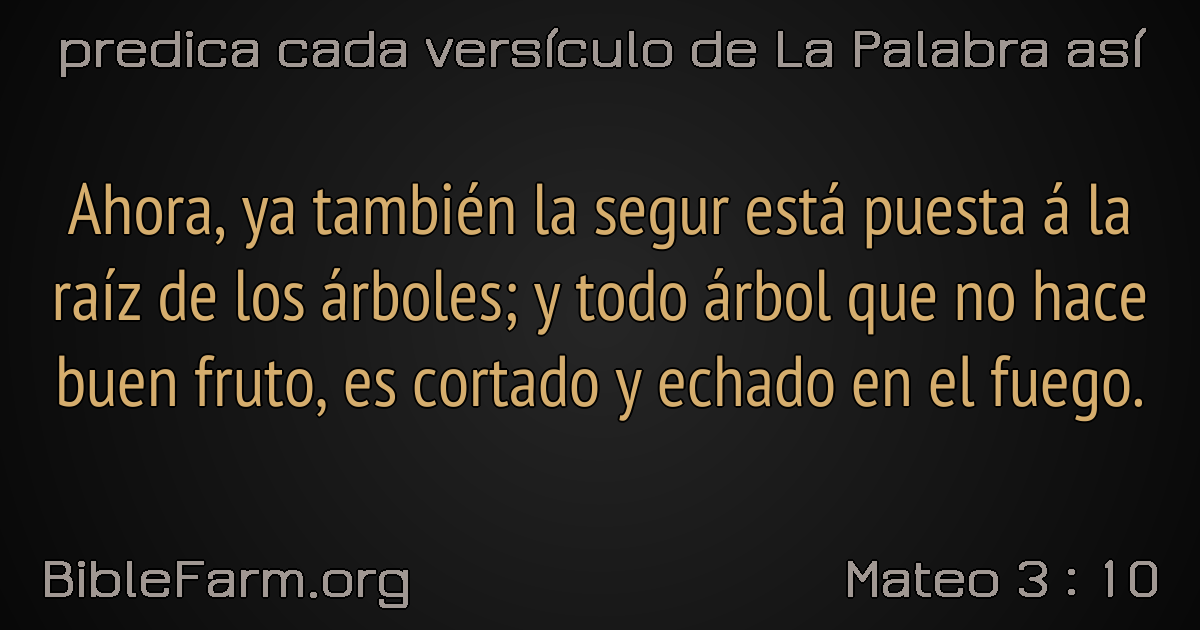 predica cada versículo de La Palabra así
Ahora, ya también la segur está puesta á la
raíz de los árboles; y todo árbol que no hace
buen fruto, es cortado y echado en el fuego.
BibleFarm.org
Mateo 3 : 10